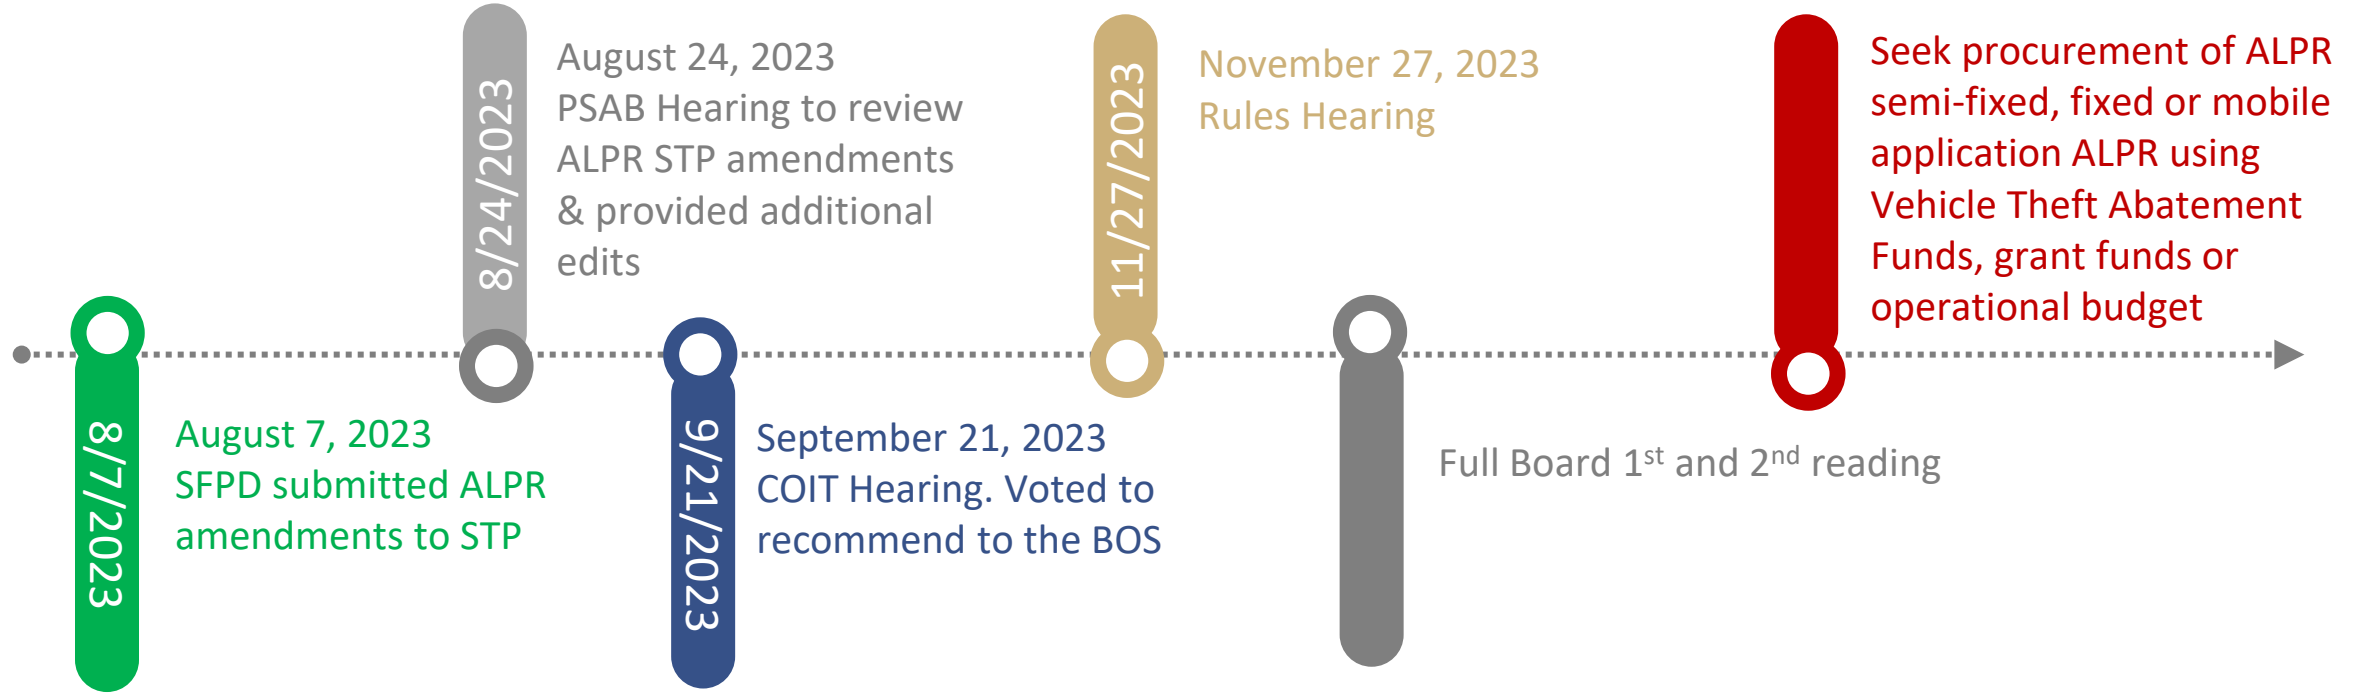 8/7/2023
August 7, 2023
SFPD submitted ALPR
amendments to STP
8/24/2023
August 24, 2023
PSAB Hearing to review
ALPR STP amendments
& provided additional
edits
9/21/2023
September 21, 2023
COIT Hearing. Voted to
recommend to the BOS
11/27/2023
November 27, 2023
Rules Hearing
Full Board 1st and 2nd reading
Seek procurement of ALPR
semi-fixed, fixed or mobile
application ALPR using
Vehicle Theft Abatement
Funds, grant funds or
operational budget